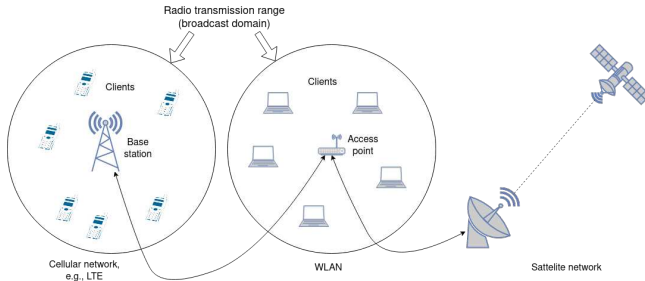 Radio transmission range
(broadcast domain)
Clients
Base
station
Clients
Access
point
Cellular network,
e.g., LTE
WLAN
Sattelite network